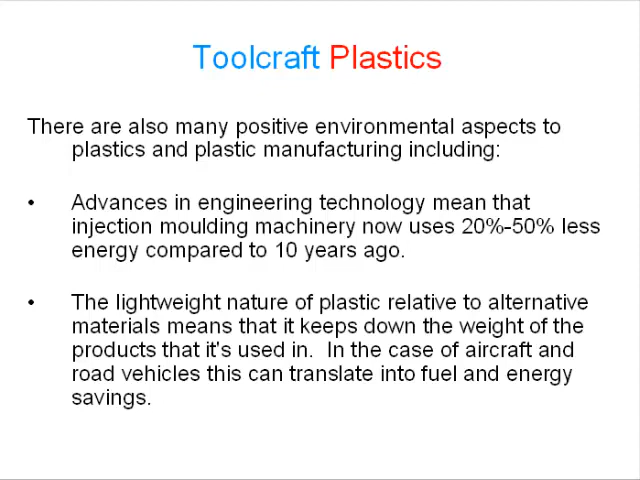 Toolcraft Plastics
There are also many positive environmental aspects to
plastics and plastic manufacturing including:
• Advances in engineering technology mean that
injection moulding machinery now uses 20%-50% less
energy compared to 10 years ago.
• The lightweight nature of plastic relative to alternative
materials means that it keeps down the weight of the
products that it's used in.  In the case of aircraft and
road vehicles this can translate into fuel and energy
savings.